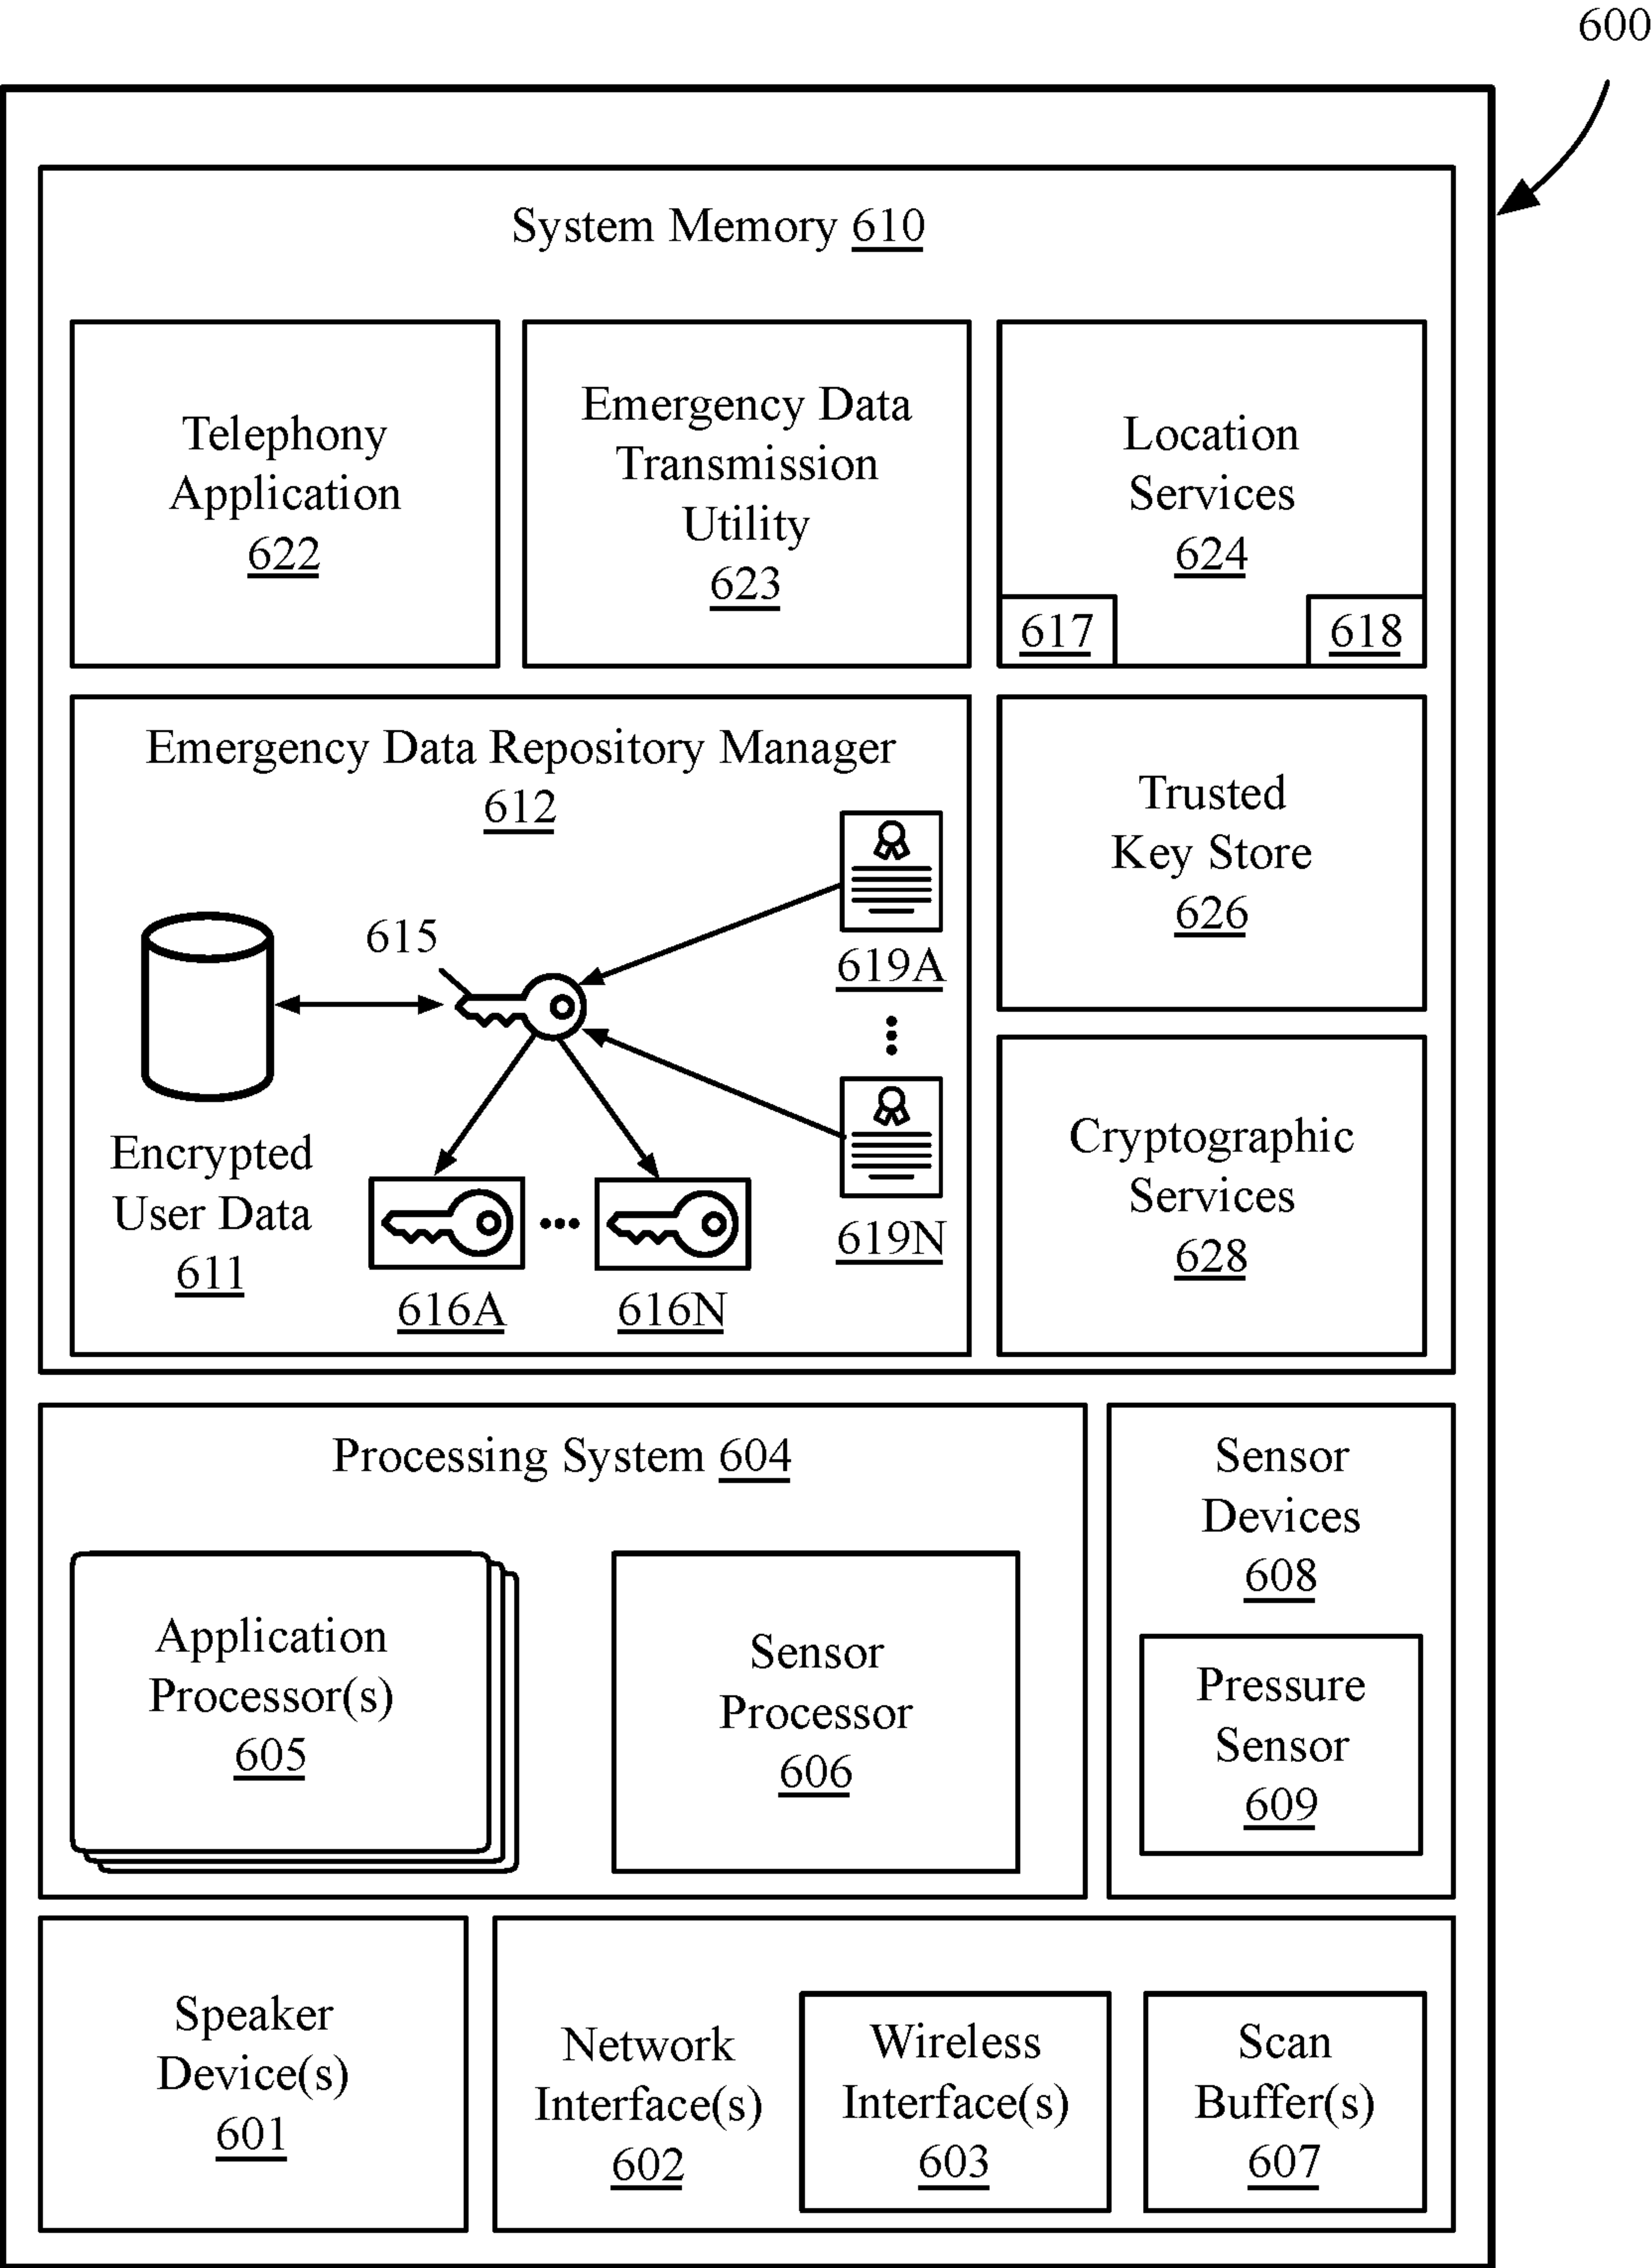 600
System Memory 610
Telephony
Application
622
Emergency Data
Transmission
Utility
623
Location
Services
624
617
618
Emergency Data Repository Manager
612
615
619A
619N
Encrypted
User Data
611
616A
616N
Trusted
Key Store
626
Cryptographic
Services
628
Processing System 604
Application
Processor(s)
605
Sensor
Processor
606
Sensor
Devices
608
Pressure
Sensor
609
Speaker
Device(s)
601
Network
Interface(s)
602
Wireless
Interface(s)
603
Scan
Buffer(s)
607